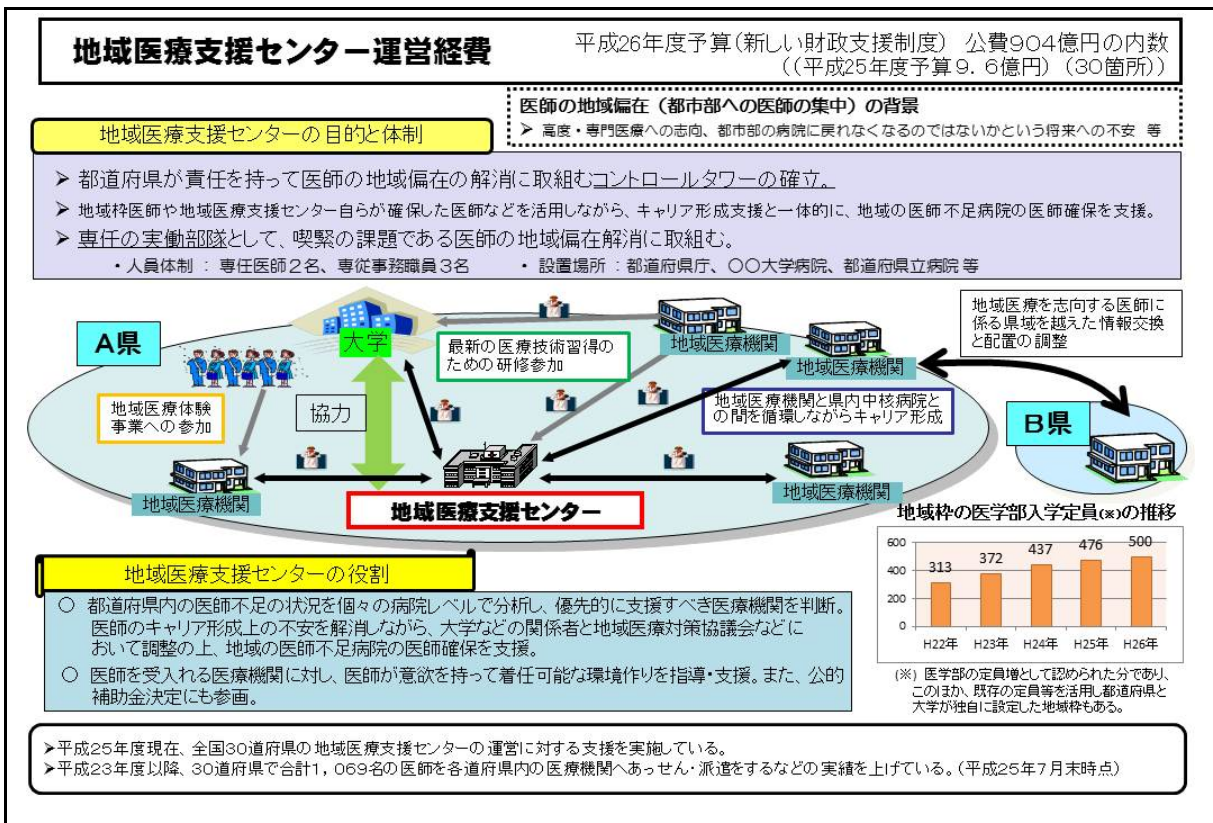 地域医療支援センター運営経費
平成26年度予算(新しい財政支援制度) 公費904億円の内数
((平成25年度予算9.6億円) (30箇所))
医師の地域偏在(都市部への医師の集中)の背景
➢ 高度・専門医療への志向、都市部の病院に戻れなくなるのではないかという将来への不安 等
地域医療支援センターの目的と体制
➢ 都道府県が責任を持って医師の地域偏在の解消に取組むコントロールタワーの確立。
➢ 地域枠医師や地域医療支援センター自らが確保した医師などを活用しながら、キャリア形成支援と一体的に、地域の医師不足病院の医師確保を支援。
➢ 専任の実働部隊として、喫緊の課題である医師の地域偏在解消に取組む。
・人員体制 : 専任医師2名、専従事務職員3名 ・設置場所 : 都道府県庁、〇〇大学病院、都道府県立病院 等
A県
大学
最新の医療技術習得の
ための研修参加
地域医療機関
地域医療機関
地域医療を志向する医師に
係る県域を越えた情報交換
と配置の調整
地域医療体験
事業への参加
協力
地域医療機関と県内中核病院と
の間を循環しながらキャリア形成
B県
地域医療機関
地域医療支援センター
地域医療機関
地域枠の医学部入学定員(※)の推移
600
400
200
0
313
372
437
476
500
H22年
H23年
H24年
H25年
H26年
(※) 医学部の定員増として認められた分であり、
このほか、既存の定員等を活用し都道府県と
大学が独自に設定した地域枠もある。
地域医療支援センターの役割
○ 都道府県内の医師不足の状況を個々の病院レベルで分析し、優先的に支援すべき医療機関を判断。
医師のキャリア形成上の不安を解消しながら、大学などの関係者と地域医療対策協議会などに
おいて調整の上、地域の医師不足病院の医師確保を支援。
○ 医師を受入れる医療機関に対し、医師が意欲を持って着任可能な環境作りを指導・支援。また、公的
補助金決定にも参画。
➢平成25年度現在、全国30道府県の地域医療支援センターの運営に対する支援を実施している。
➢平成23年度以降、30道府県で合計1,069名の医師を各道府県内の医療機関へあっせん・派遣をするなどの実績を上げている。(平成25年7月末時点)